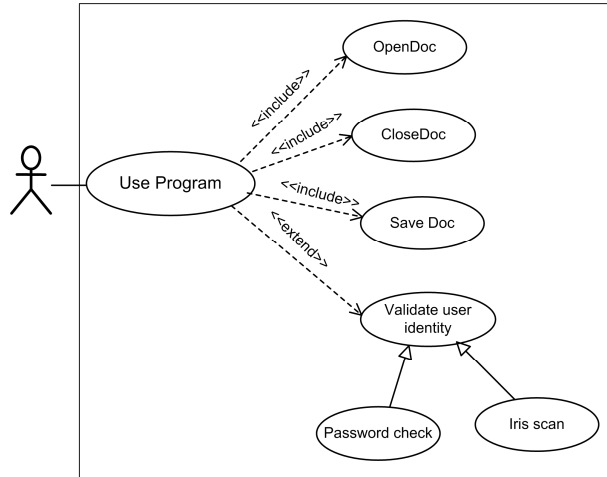 OpenDoc
<<include>>
<<include>>
CloseDoc
Use Program
<<include>>
Save Doc
<<extend>>
Validate user
identity
Password check
Iris scan